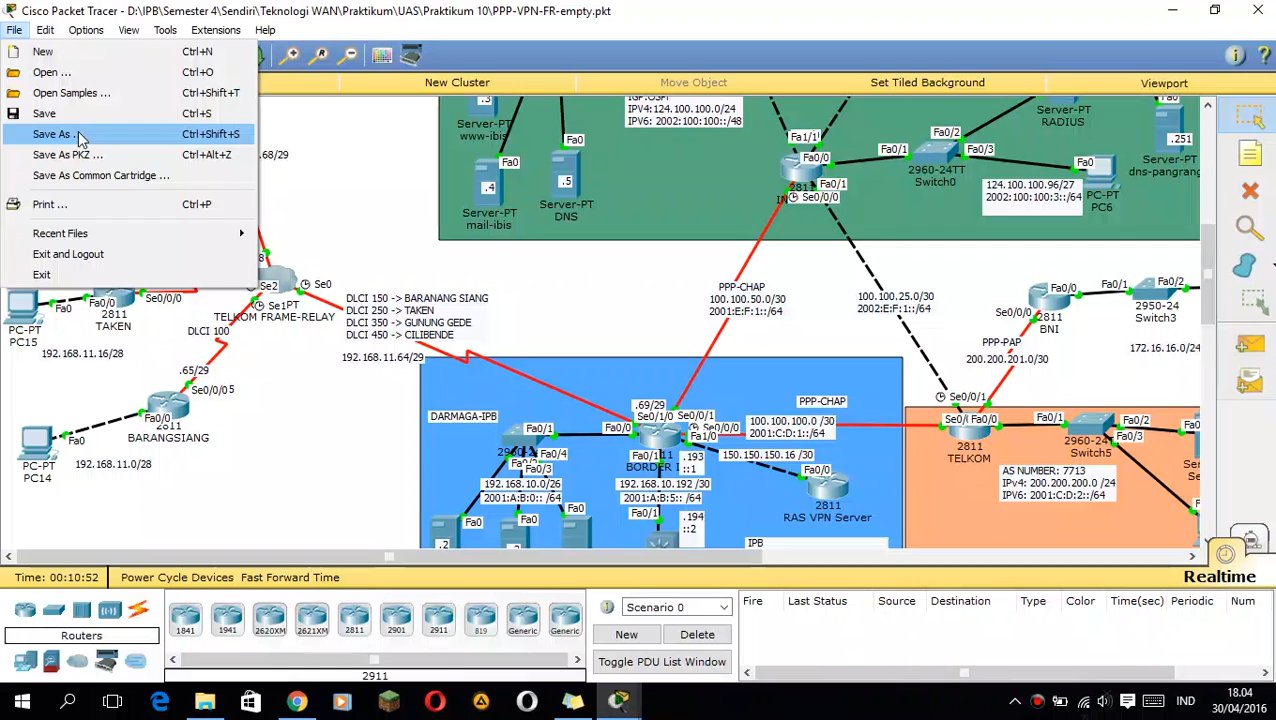 Cisco Packet Tracer - D:\IPB\Semester 4\Sendiri\Teknologi WAN\Praktikum\UAS\Praktikum 10\PPP-VPN-FR-empty.pkt
File Edit Options View Tools Extensions Help
New Ctrl+N
Open ... Ctrl+O
Open Samples ... Ctrl+Shift+T
Save Ctrl+S
Save As ... Ctrl+Shift+S
Save As PKZ ... Ctrl+Alt+Z
Save As Common Cartridge ...
Print ... Ctrl+P
Recent Files
Exit and Logout
Exit
New Cluster
Move Object
Set Tiled Background
Viewport
.3
Server-PT
www-ibis
Fa0
.4
Server-PT
mail-ibis
Fa0
.5
Server-PT
DNS
IPV4: 124.100.100.0/24
IPV6: 2002:100:100::/48
Fa1/1
Fa0/0
Fa0/1
Se0/0/0
Fa0/1
Fa0/2
Fa0/3
2960-24TT
Switch0
Server-PT
RADIUS
Fa0
PC-PT
PC6
.251
Server-PT
dns-pangrang
124.100.100.96/27
2002:100:100:3::/64
.68/29
Se2
Se0
Se1
TELKOM FRAME-RELAY
PC-PT
PC15
Fa0
Fa0/0
Se0/0/0
2811
TAKEN
192.168.11.16/28
DLCI 100
DLCI 150 -> BARANANG SIANG
DLCI 250 -> TAKEN
DLCI 350 -> GUNUNG GEDE
DLCI 450 -> CILIBENDE
192.168.11.64/29
.65/29
Se0/0/0
Fa0/0
2811
BARANGSIANG
Fa0
PC-PT
PC14
192.168.11.0/28
PPP-CHAP
100.100.50.0/30
2001:E:F:1::/64
100.100.25.0/30
2002:E:F:1::/64
Fa0/0
Se0/0/0
2811
BNI
Fa0/1
Fa0/2
2950-24
Switch3
172.16.16.0/24
PPP-PAP
200.200.201.0/30
DARMAGA-IPB
Fa0/1
Fa0/0
Fa0/4
Fa0/3
.69/29
Se0/1/0
Se0/0/1
Se0/0/0
Fa1/0
Fa0/1
PPP-CHAP
100.100.100.0 /30
2001:C:D:1::/64
150.150.150.16 /30
.193
::1
192.168.10.0/26
2001:A:B:0:: /64
192.168.10.192 /30
2001:A:B:5:: /64
Fa0/1
.194
::2
Fa0
Fa0
Fa0
.2
Fa0/0
2811
RAS VPN Server
IPB
Se0/0/1
Fa0/0
2811
TELKOM
Fa0/1
Fa0/2
Fa0/3
2960-24
Switch5
AS NUMBER: 7713
IPv4: 200.200.200.0 /24
IPV6: 2001:C:D:2::/64
Time: 00:10:52
Power Cycle Devices Fast Forward Time
Realtime
Routers
1841 1941 2620XM 2621XM 2811 2901 2911 819 Generic Generic
2911
Scenario 0
New Delete
Toggle PDU List Window
Fire Last Status Source Destination Type Color Time(sec) Periodic Num
IND
18.04
30/04/2016